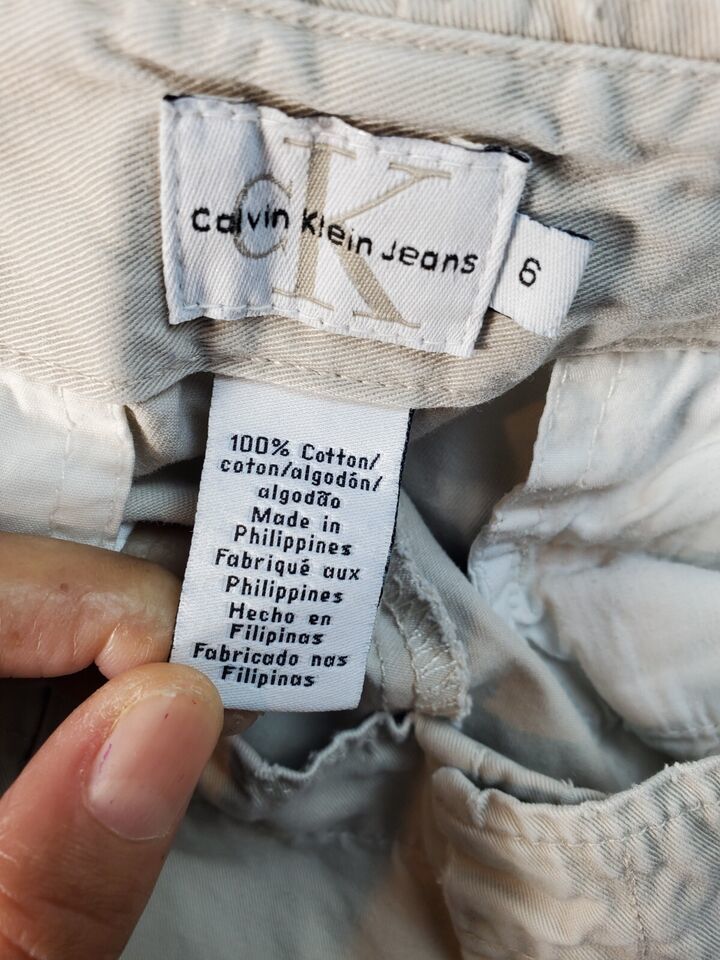 CK
Calvin Klein Jeans
6
100% Cotton/
coton/algodón/
algodão
Made in
Philippines
Fabriqué aux
Philippines
Hecho en
Filipinas
Fabricado nas
Filipinas